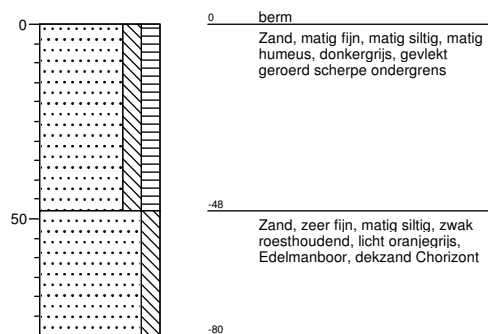 0
50
0 berm
Zand, matig fijn, matig siltig, matig
humeus, donkergrijs, gevlekt
geroerd scherpe ondergrens
-48
Zand, zeer fijn, matig siltig, zwak
roesthoudend, licht oranjegrijs,
Edelmanboor, dekzand Chorizont
-80